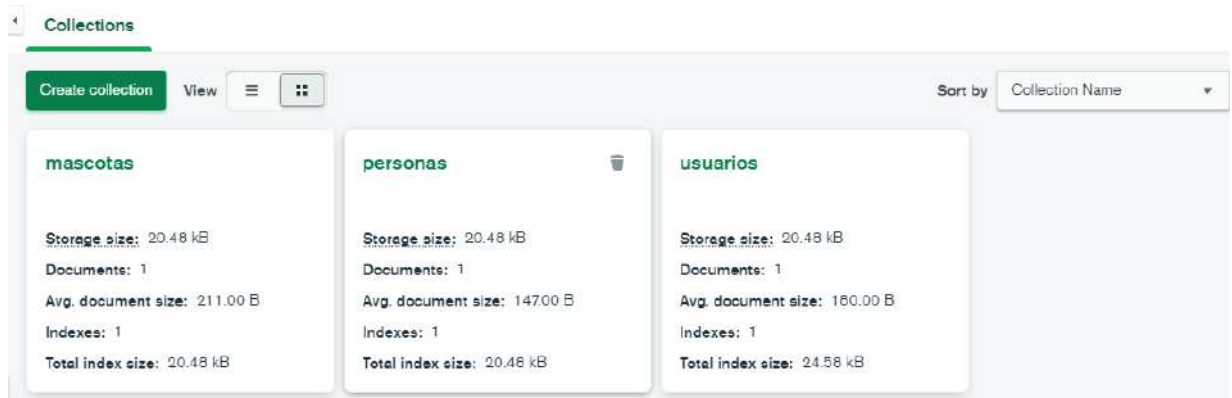 Collections
Create collection View Sort by Collection Name
mascotas
Storage size: 20.48 kB
Documents: 1
Avg. document size: 211.00 B
Indexes: 1
Total index size: 20.48 kB
personas
Storage size: 20.48 kB
Documents: 1
Avg. document size: 147.00 B
Indexes: 1
Total index size: 20.48 kB
usuarios
Storage size: 20.48 kB
Documents: 1
Avg. document size: 180.00 B
Indexes: 1
Total index size: 24.58 kB